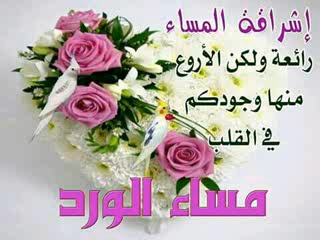 إشراقة المساء
رائعة ولكن الأروع
منها وجودكم
في القلب
مساء الورد